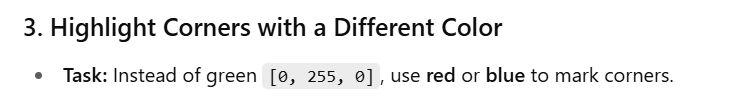 3. Highlight Corners with a Different Color
• Task: Instead of green [0, 255, 0], use red or blue to mark corners.